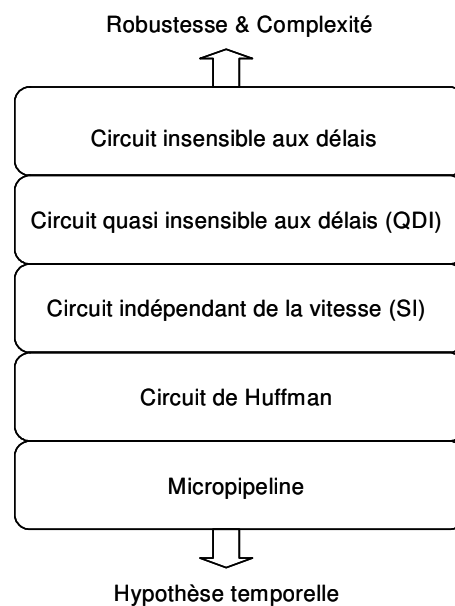 Robustesse & Complexité
Circuit insensible aux délais
Circuit quasi insensible aux délais (QDI)
Circuit indépendant de la vitesse (SI)
Circuit de Huffman
Micropipeline
Hypothèse temporelle